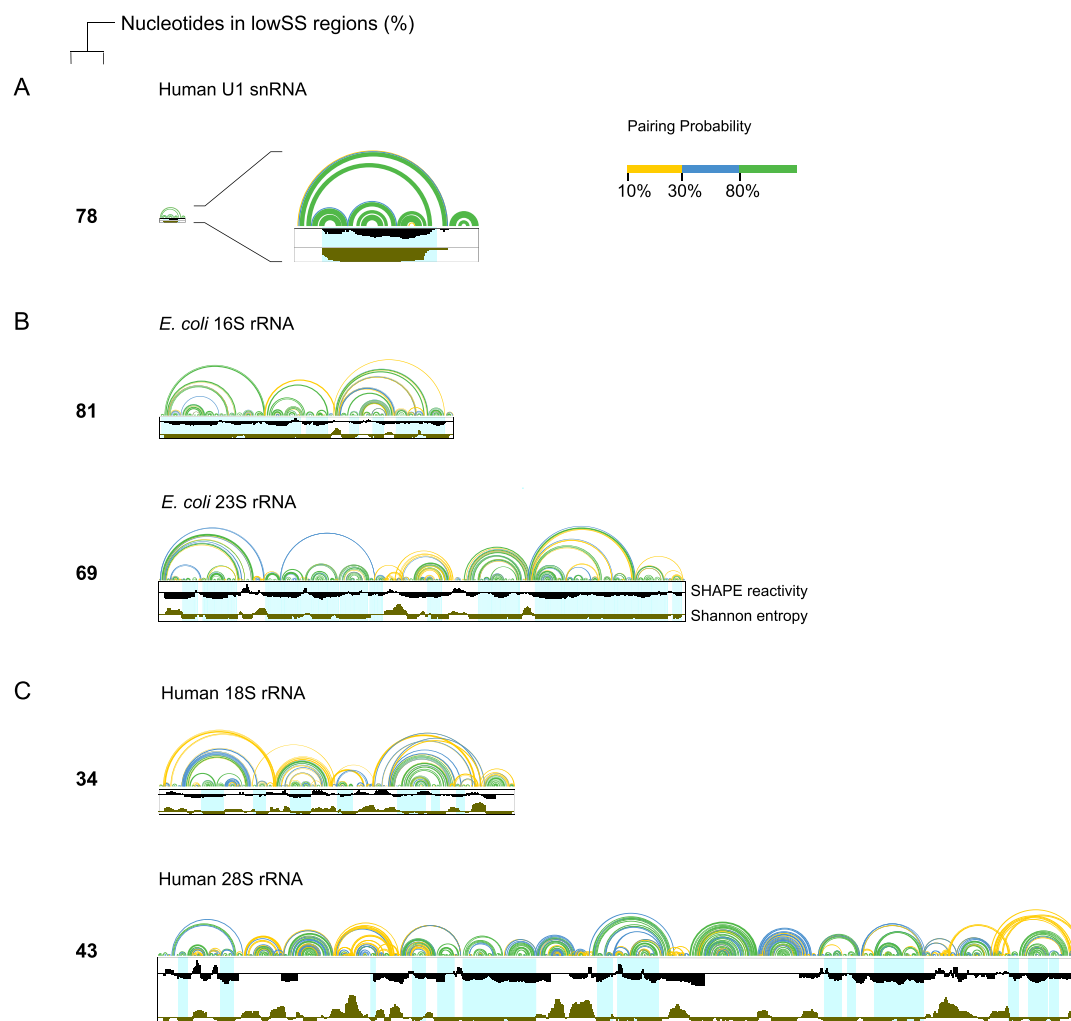 Nucleotides in lowSS regions (%)
A
Human U1 snRNA
Pairing Probability
10% 30% 80%
78
B
E. coli 16S rRNA
81
E. coli 23S rRNA
69
SHAPE reactivity
Shannon entropy
C
Human 18S rRNA
34
Human 28S rRNA
43